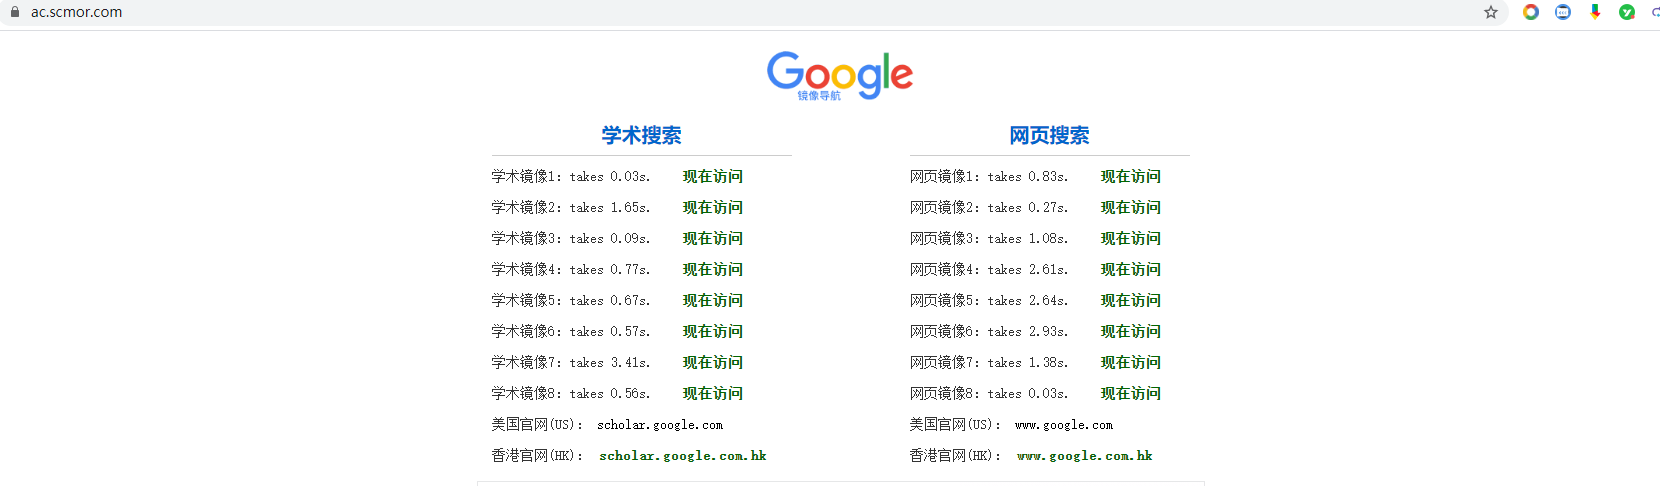 ac.scmor.com
Google
镜像导航
学术搜索
学术镜像1: takes 0.03s. 现在访问
学术镜像2: takes 1.65s. 现在访问
学术镜像3: takes 0.09s. 现在访问
学术镜像4: takes 0.77s. 现在访问
学术镜像5: takes 0.67s. 现在访问
学术镜像6: takes 0.57s. 现在访问
学术镜像7: takes 3.41s. 现在访问
学术镜像8: takes 0.56s. 现在访问
美国官网(US): scholar.google.com
香港官网(HK): scholar.google.com.hk
网页搜索
网页镜像1: takes 0.83s. 现在访问
网页镜像2: takes 0.27s. 现在访问
网页镜像3: takes 1.08s. 现在访问
网页镜像4: takes 2.61s. 现在访问
网页镜像5: takes 2.64s. 现在访问
网页镜像6: takes 2.93s. 现在访问
网页镜像7: takes 1.38s. 现在访问
网页镜像8: takes 0.03s. 现在访问
美国官网(US): www.google.com
香港官网(HK): www.google.com.hk